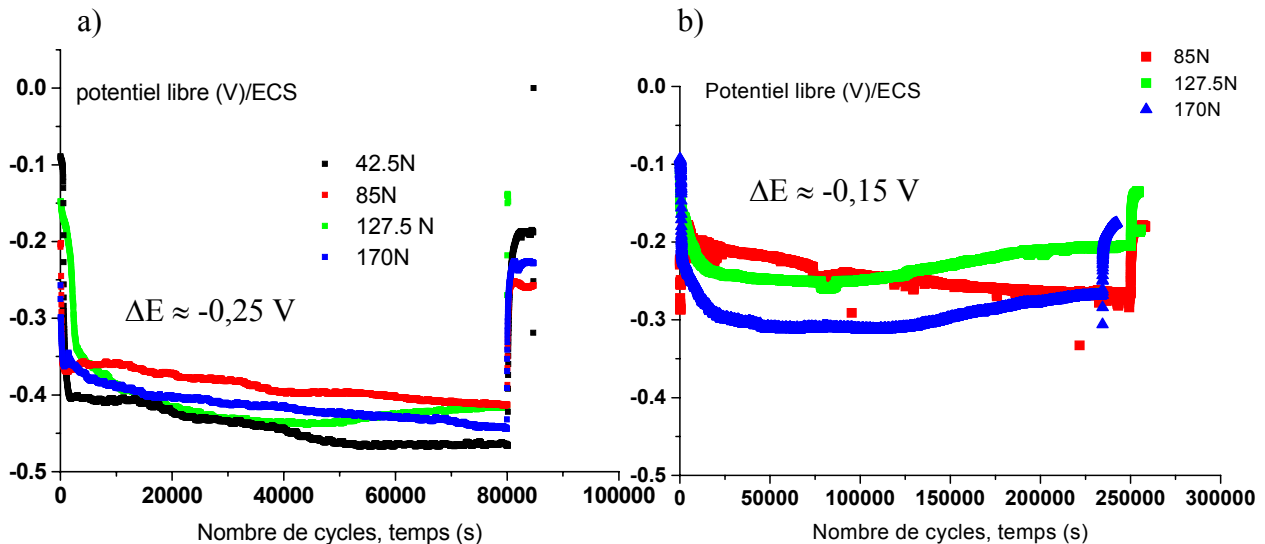 a)
potentiel libre (V)/ECS
42.5N
85N
127.5 N
170N
ΔE ≈ -0,25 V
0.0
-0.1
-0.2
-0.3
-0.4
-0.5
0
20000
40000
60000
80000
100000
Nombre de cycles, temps (s)
b)
Potentiel libre (V)/ECS
85N
127.5N
170N
ΔE ≈ -0,15 V
0.0
-0.1
-0.2
-0.3
-0.4
-0.5
0
50000
100000
150000
200000
250000
300000
Nombre de cycles, temps (s)